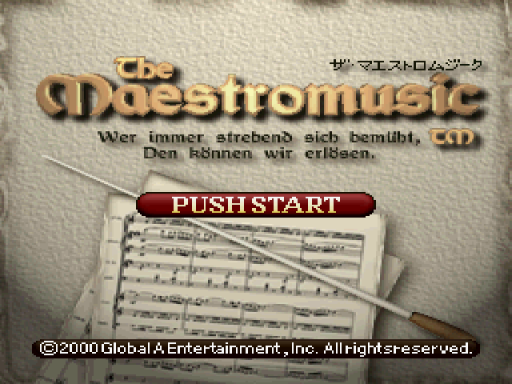 The
ザ・マエストロムジーク
Maestromusic
Wer immer strebend sich bemüht, TM
Den können wir erlösen.
PUSH START
©2000 Global A Entertainment, Inc. All rights reserved.